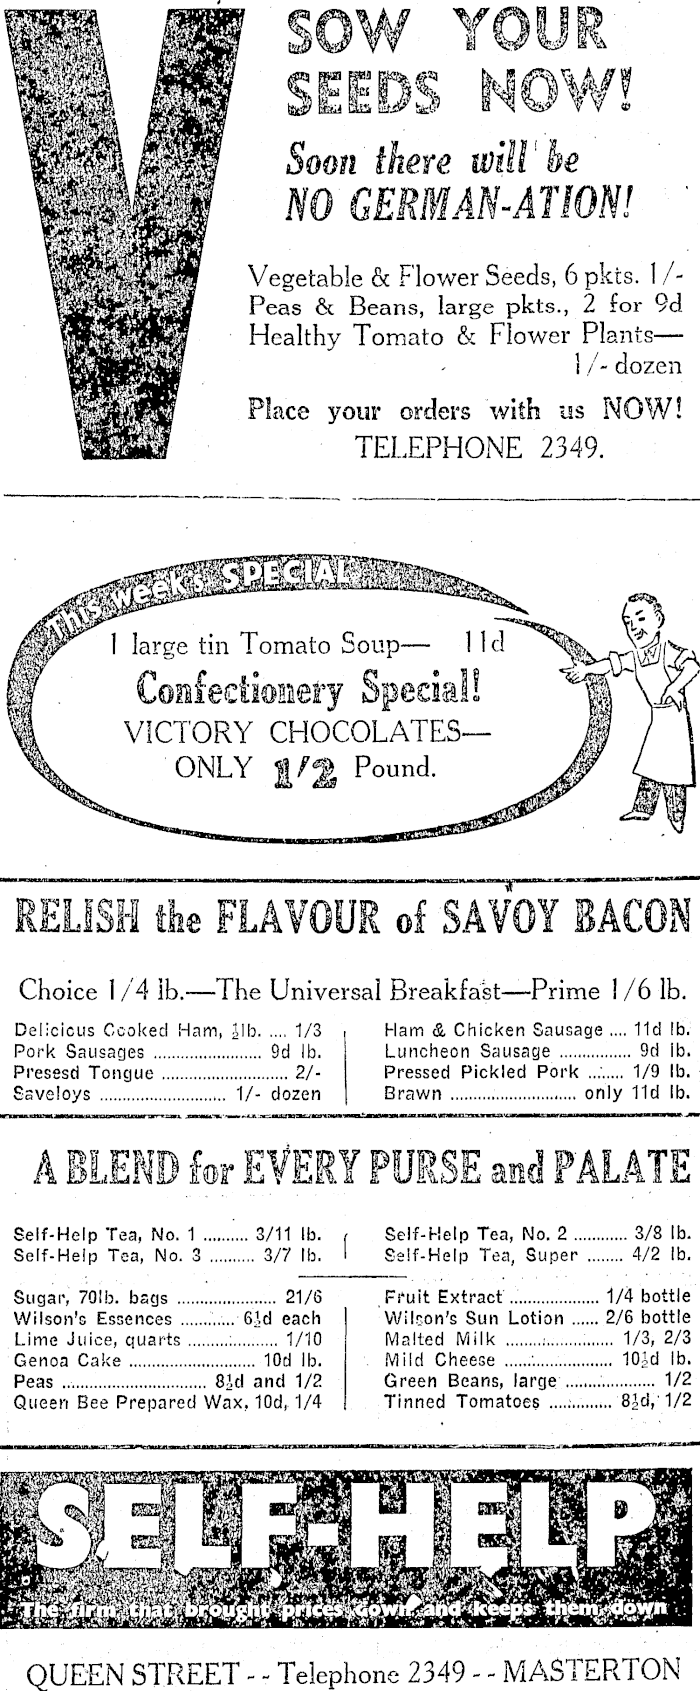 V
SOW YOUR
SEEDS NOW!
Soon there will be
NO GERMAN-ATION!
Vegetable & Flower Seeds, 6 pkts. 1/-
Peas & Beans, large pkts., 2 for 9d
Healthy Tomato & Flower Plants—
1/- dozen
Place your orders with us NOW!
TELEPHONE 2349.
This week's SPECIAL
1 large tin Tomato Soup— 11d
Confectionery Special!
VICTORY CHOCOLATES—
ONLY 1/2 Pound.
RELISH the FLAVOUR of SAVOY BACON
Choice 1/4 lb.—The Universal Breakfast—Prime 1/6 lb.
Delicious Cooked Ham, ½lb. .... 1/3
Pork Sausages ........................ 9d lb.
Presesd Tongue ............................ 2/-
Saveloys ............................ 1/- dozen
Ham & Chicken Sausage .... 11d lb.
Luncheon Sausage ................ 9d lb.
Pressed Pickled Pork ........ 1/9 lb.
Brawn ............................ only 11d lb.
A BLEND for EVERY PURSE and PALATE
Self-Help Tea, No. 1 .......... 3/11 lb.
Self-Help Tea, No. 3 .......... 3/7 lb.
Self-Help Tea, No. 2 ............ 3/8 lb.
Self-Help Tea, Super ........ 4/2 lb.
Sugar, 70lb. bags ...................... 21/6
Wilson's Essences ............ 6½d each
Lime Juice, quarts .................... 1/10
Genoa Cake ............................ 10d lb.
Peas ................................ 8½d and 1/2
Queen Bee Prepared Wax, 10d, 1/4
Fruit Extract .................... 1/4 bottle
Wilson's Sun Lotion ...... 2/6 bottle
Malted Milk ........................ 1/3, 2/3
Mild Cheese ........................ 10½d lb.
Green Beans, large .................... 1/2
Tinned Tomatoes .............. 8½d, 1/2
SELF-HELP
The firm that brought prices down and keeps them down
QUEEN STREET - - Telephone 2349 - - MASTERTON